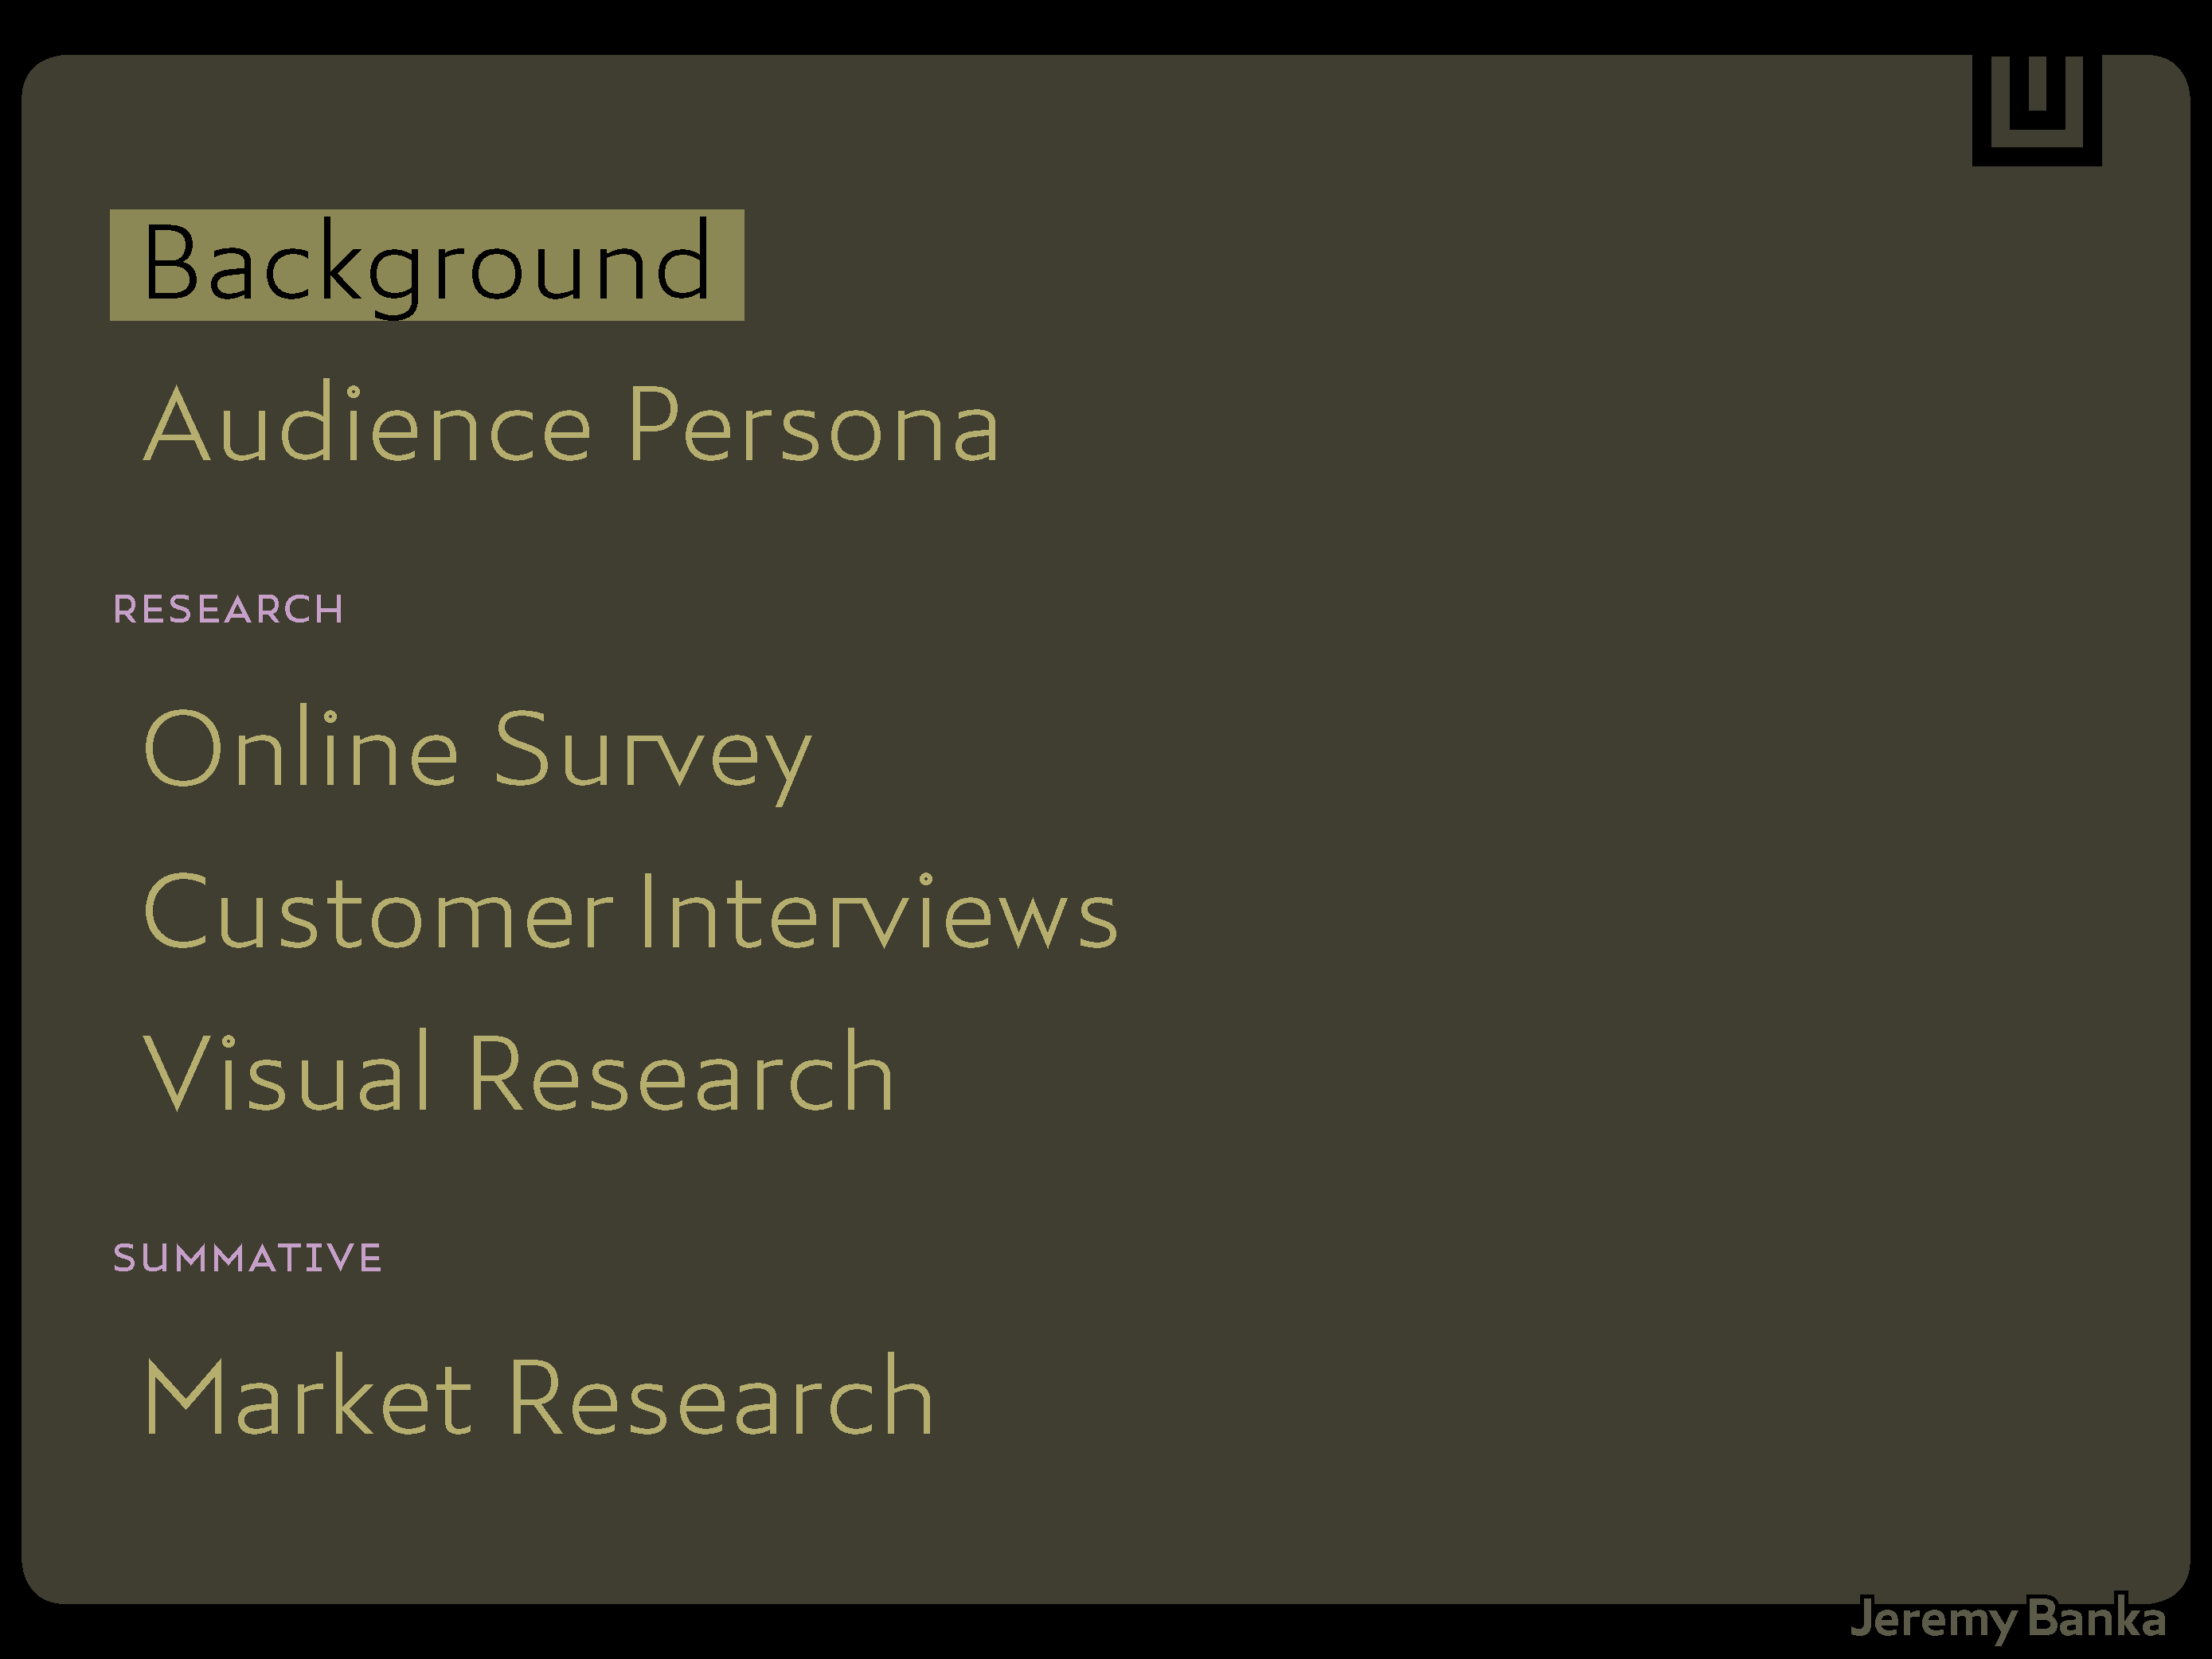 Background
Audience Persona
RESEARCH
Online Survey
Customer Interviews
Visual Research
SUMMATIVE
Market Research
Jeremy Banka